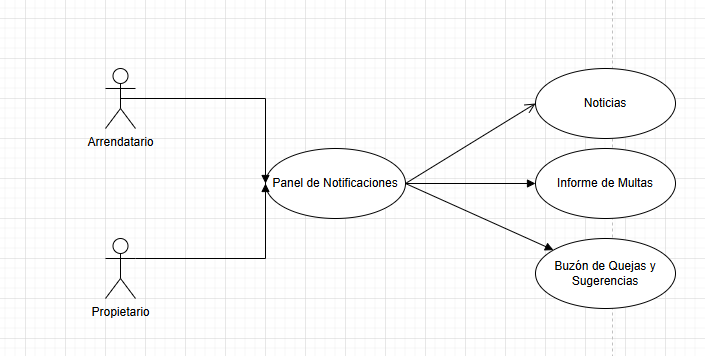 Noticias
Arrendatario
Panel de Notificaciones
Informe de Multas
Buzón de Quejas y
Sugerencias
Propietario